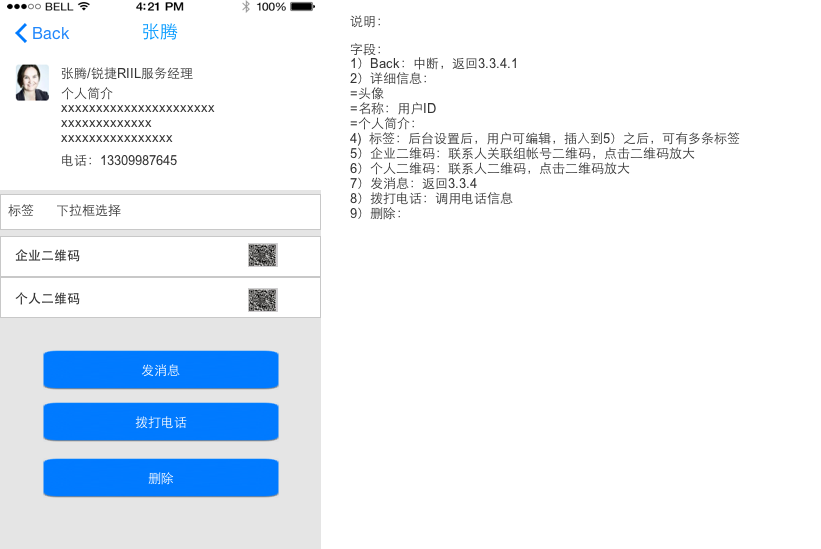 BELL 4:21 PM 100%
Back 张腾
张腾/锐捷RIIL服务经理
个人简介
xxxxxxxxxxxxxxxxxxxxxx
xxxxxxxxxxxxx
xxxxxxxxxxxxxxxx
电话：13309987645
标签 下拉框选择
企业二维码
个人二维码
发消息
拨打电话
删除
说明：
字段：
1）Back：中断，返回3.3.4.1
2）详细信息：
=头像
=名称：用户ID
=个人简介：
4）标签：后台设置后，用户可编辑，插入到5）之后，可有多条标签
5）企业二维码：联系人关联组帐号二维码，点击二维码放大
6）个人二维码：联系人二维码，点击二维码放大
7）发消息：返回3.3.4
8）拨打电话：调用电话信息
9）删除：